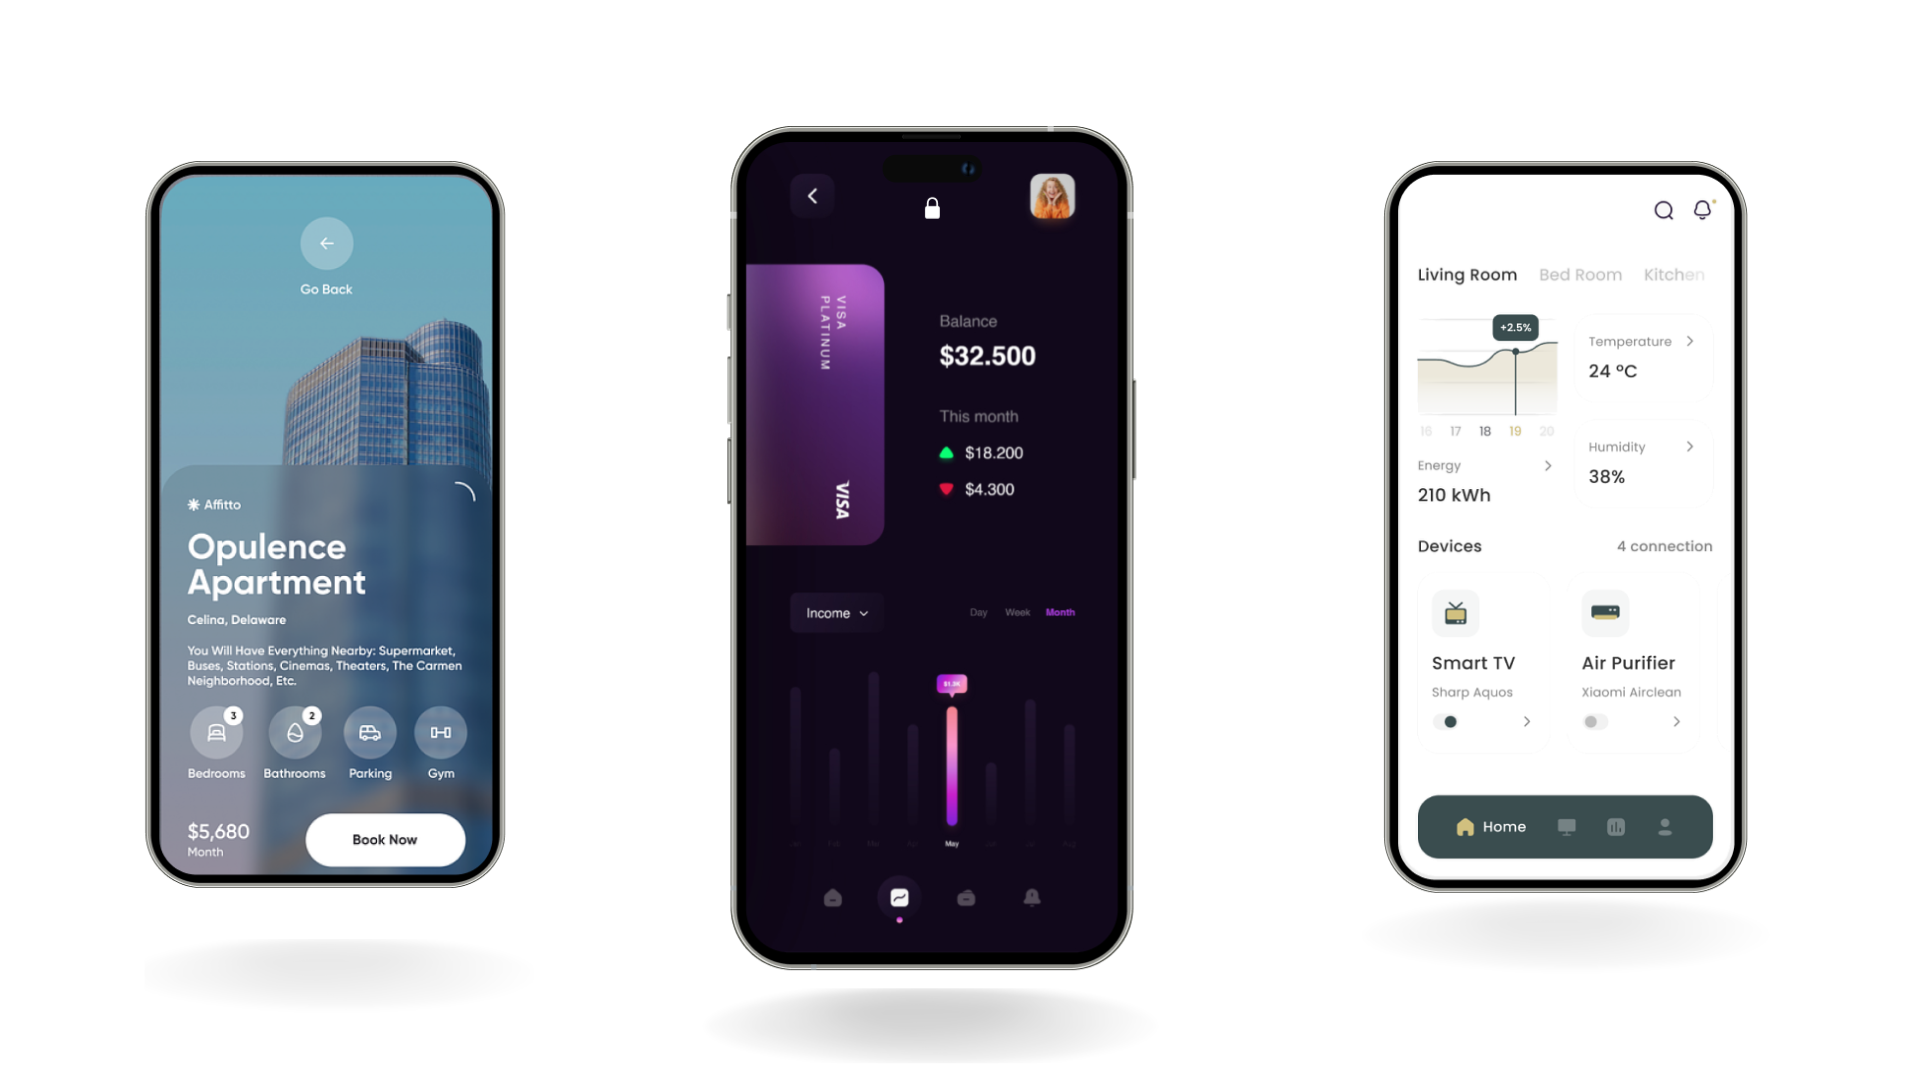 Go Back
Affitto
Opulence
Apartment
Celina, Delaware
You Will Have Everything Nearby: Supermarket,
Buses, Stations, Cinemas, Theaters, The Carmen
Neighborhood, Etc.
3
2
Bedrooms
Bathrooms
Parking
Gym
$5,680
Month
Book Now
VISA
PLATINUM
VISA
Balance
$32.500
This month
$18.200
$4.300
Income
Day
Week
Month
May
Living Room
Bed Room
Kitchen
+2.5%
16
17
18
19
20
Energy
210 kWh
Temperature
24 °C
Humidity
38%
Devices
4 connection
Smart TV
Sharp Aquos
Air Purifier
Xiaomi Airclean
Home